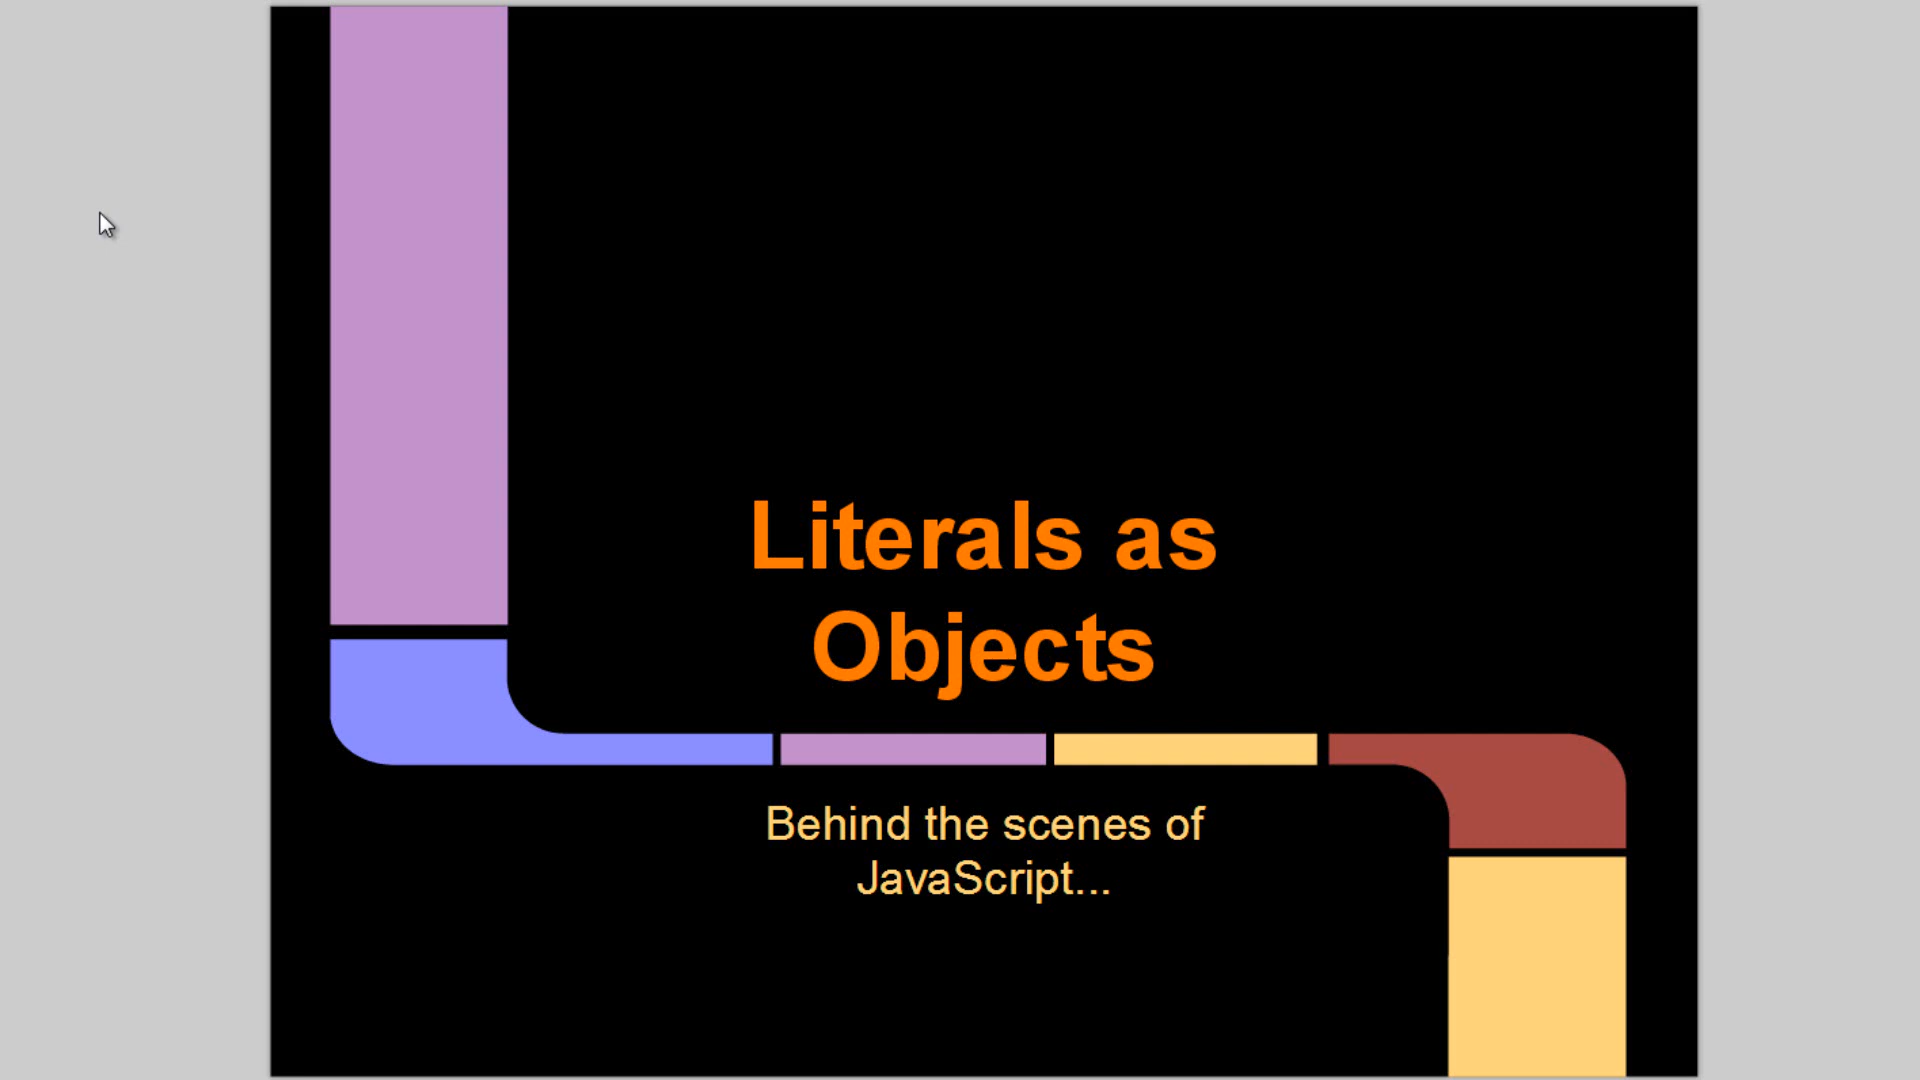 Literals as
Objects
Behind the scenes of
JavaScript...